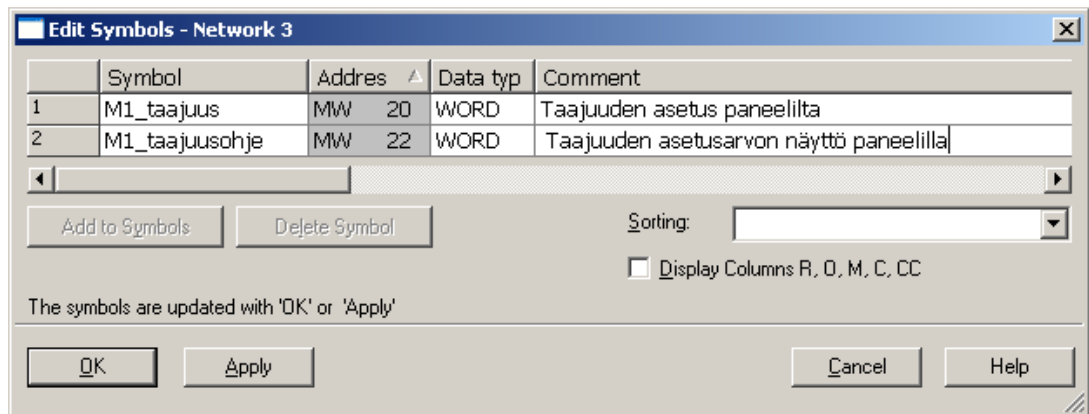 Edit Symbols - Network 3
Symbol Addres Data typ Comment
1 M1_taajuus MW 20 WORD Taajuuden asetus paneelilta
2 M1_taajuusohje MW 22 WORD Taajuuden asetusarvon näyttö paneelilla
Add to Symbols Delete Symbol Sorting:
Display Columns R, O, M, C, CC
The symbols are updated with 'OK' or 'Apply'
OK Apply Cancel Help